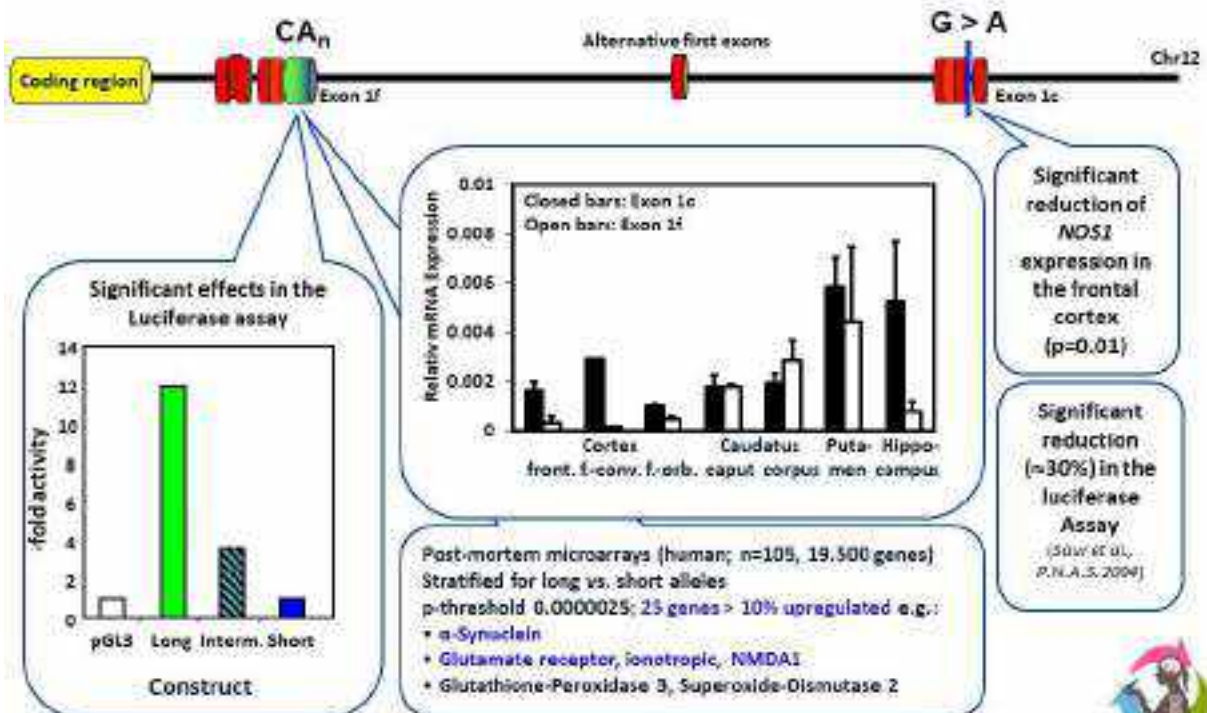 CAn
Alternative first exons
G > A
Chr12
Coding region
Exon 1f
Exon 1c
Significant effects in the
Luciferase assay
-fold activity
14
12
10
8
6
4
2
0
pGL3 Long Interm. Short
Construct
Relativ mRNA Expression
0.01
0.008
0.006
0.004
0.002
0
Closed bars: Exon 1c
Open bars: Exon 1f
Cortex Caudatus Puta- Hippo-
front. f.-conv. f.-orb. caput corpus men campus
Post-mortem microarrays (human; n=105, 19.500 genes)
Stratified for long vs. short alleles
p-threshold 0.0000025; 25 genes > 10% upregulated e.g.:
• α-Synuclein
• Glutamate receptor, ionotropic, NMDA1
• Glutathione-Peroxidase 3, Superoxide-Dismutase 2
Significant
reduction of
NOS1
expression in
the frontal
cortex
(p=0.01)
Significant
reduction
(≈30%) in the
luciferase
Assay
(Saur et al.,
P.N.A.S. 2004)